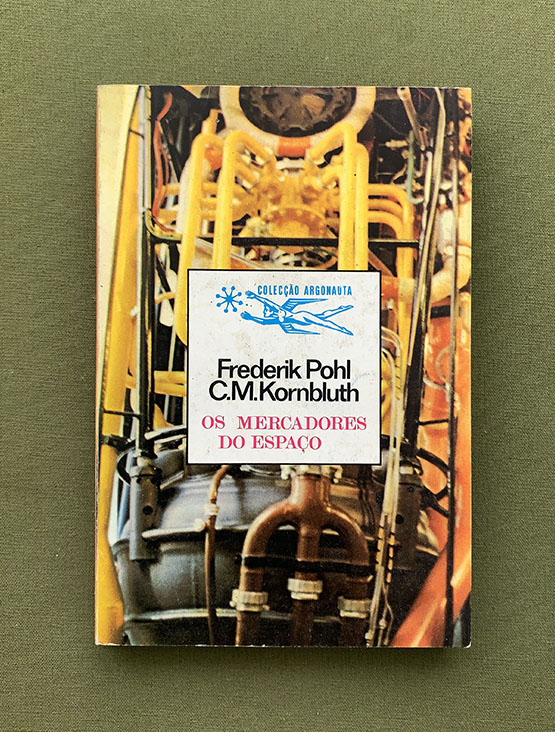 COLECÇÃO ARGONAUTA
Frederik Pohl
C.M.Kornbluth
OS MERCADORES
DO ESPAÇO